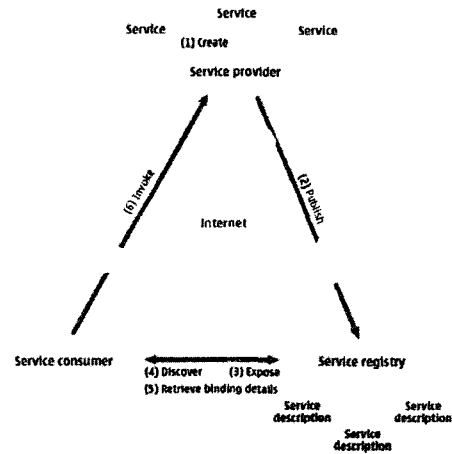 Service
Service
Service
(1) Create
Service provider
(6) Invoke
(2) Publish
Internet
Service consumer
Service registry
(4) Discover
(3) Expose
(5) Retrieve binding details
Service
description
Service
description
Service
description